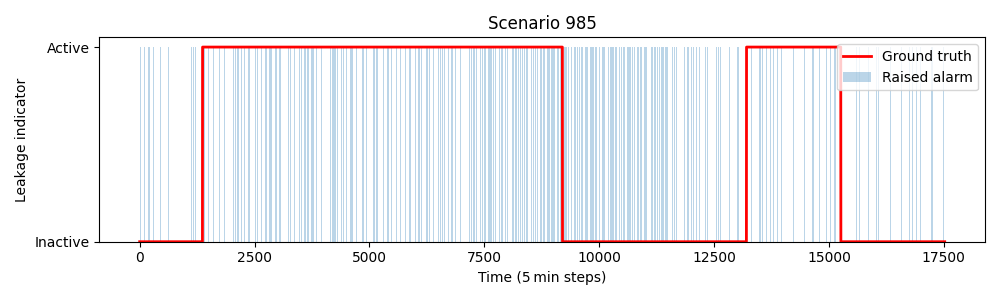 Scenario 985
Active
Inactive
Leakage indicator
Ground truth
Raised alarm
0
2500
5000
7500
10000
12500
15000
17500
Time (5 min steps)